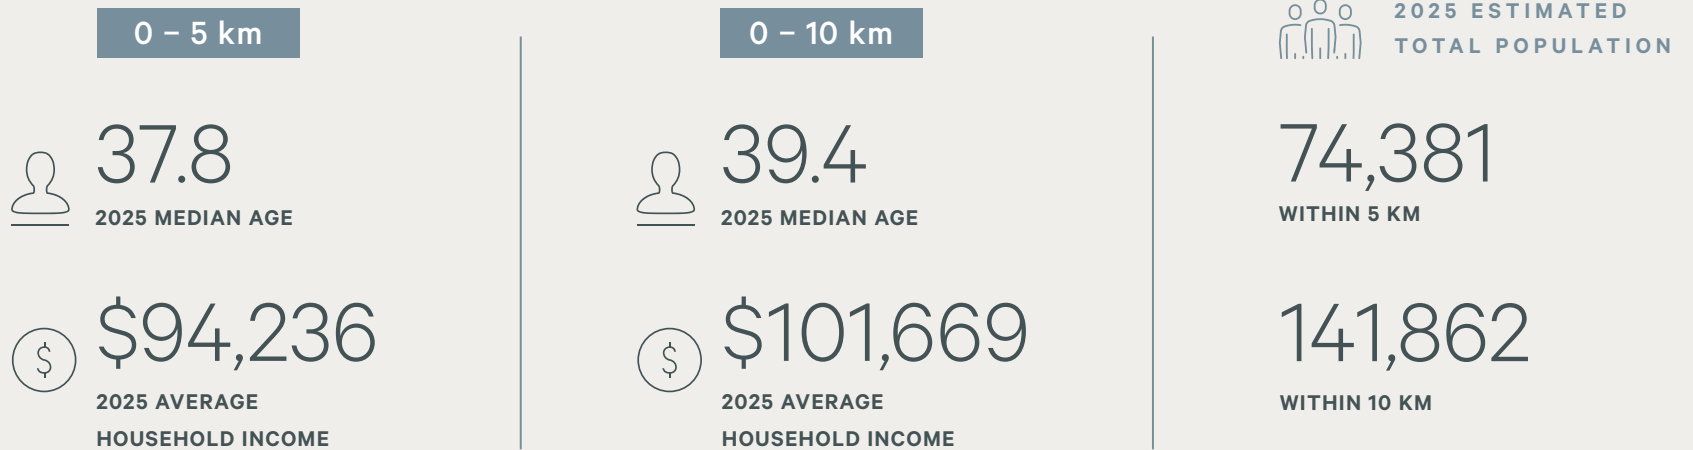 0 – 5 km
37.8
2025 MEDIAN AGE
$
$94,236
2025 AVERAGE
HOUSEHOLD INCOME
0 – 10 km
39.4
2025 MEDIAN AGE
$
$101,669
2025 AVERAGE
HOUSEHOLD INCOME
2025 ESTIMATED
TOTAL POPULATION
74,381
WITHIN 5 KM
141,862
WITHIN 10 KM